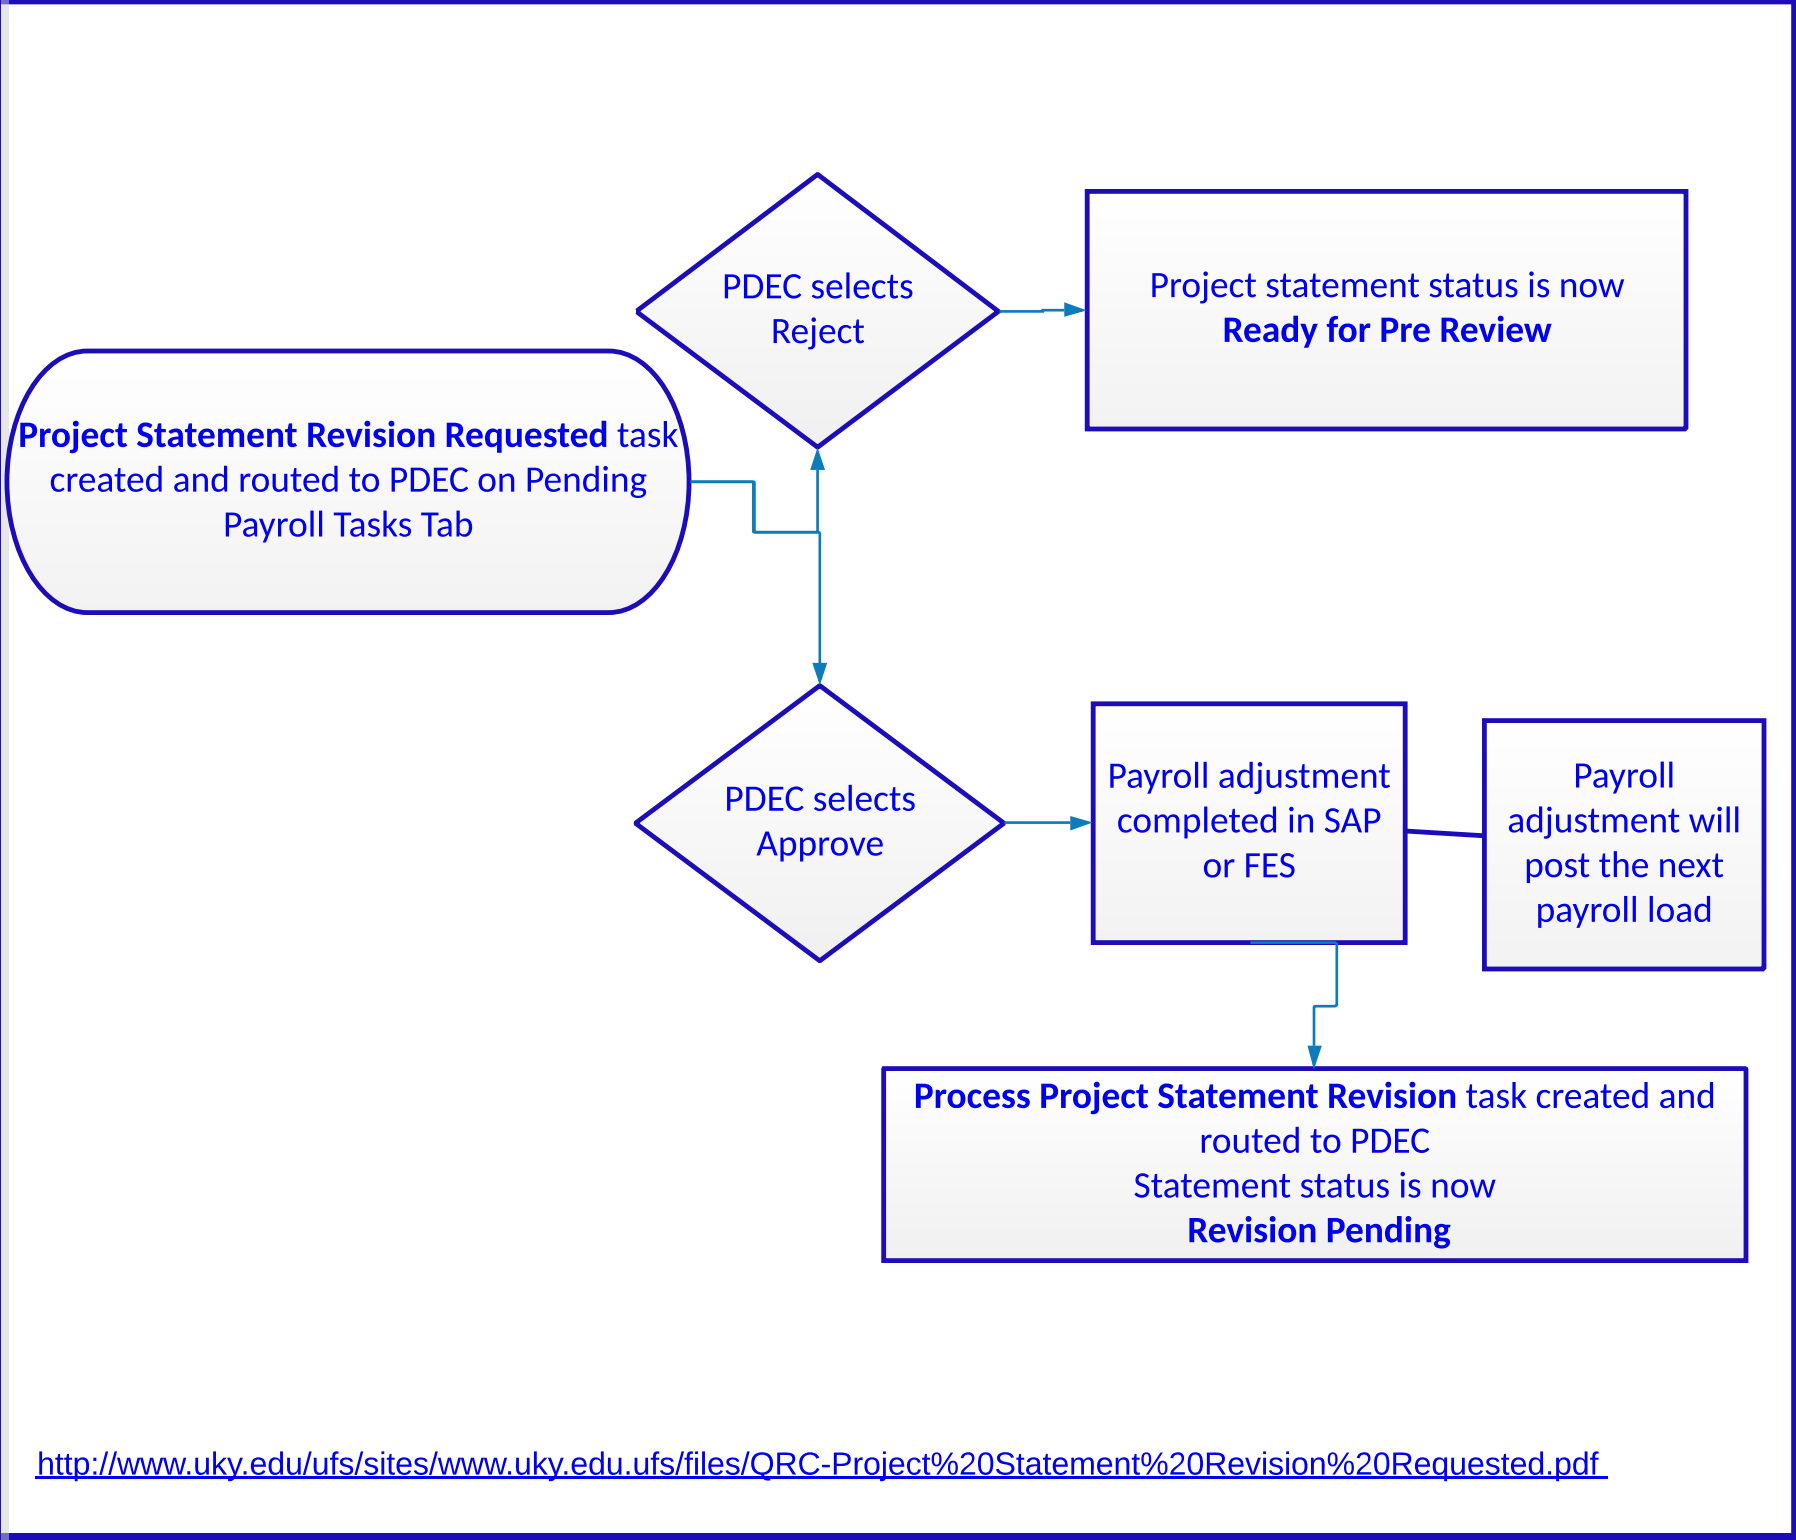 PDEC selects
Reject
Project statement status is now
Ready for Pre Review
Project Statement Revision Requested task
created and routed to PDEC on Pending
Payroll Tasks Tab
PDEC selects
Approve
Payroll adjustment
completed in SAP
or FES
Payroll
adjustment will
post the next
payroll load
Process Project Statement Revision task created and
routed to PDEC
Statement status is now
Revision Pending
http://www.uky.edu/ufs/sites/www.uky.edu.ufs/files/QRC-Project%20Statement%20Revision%20Requested.pdf